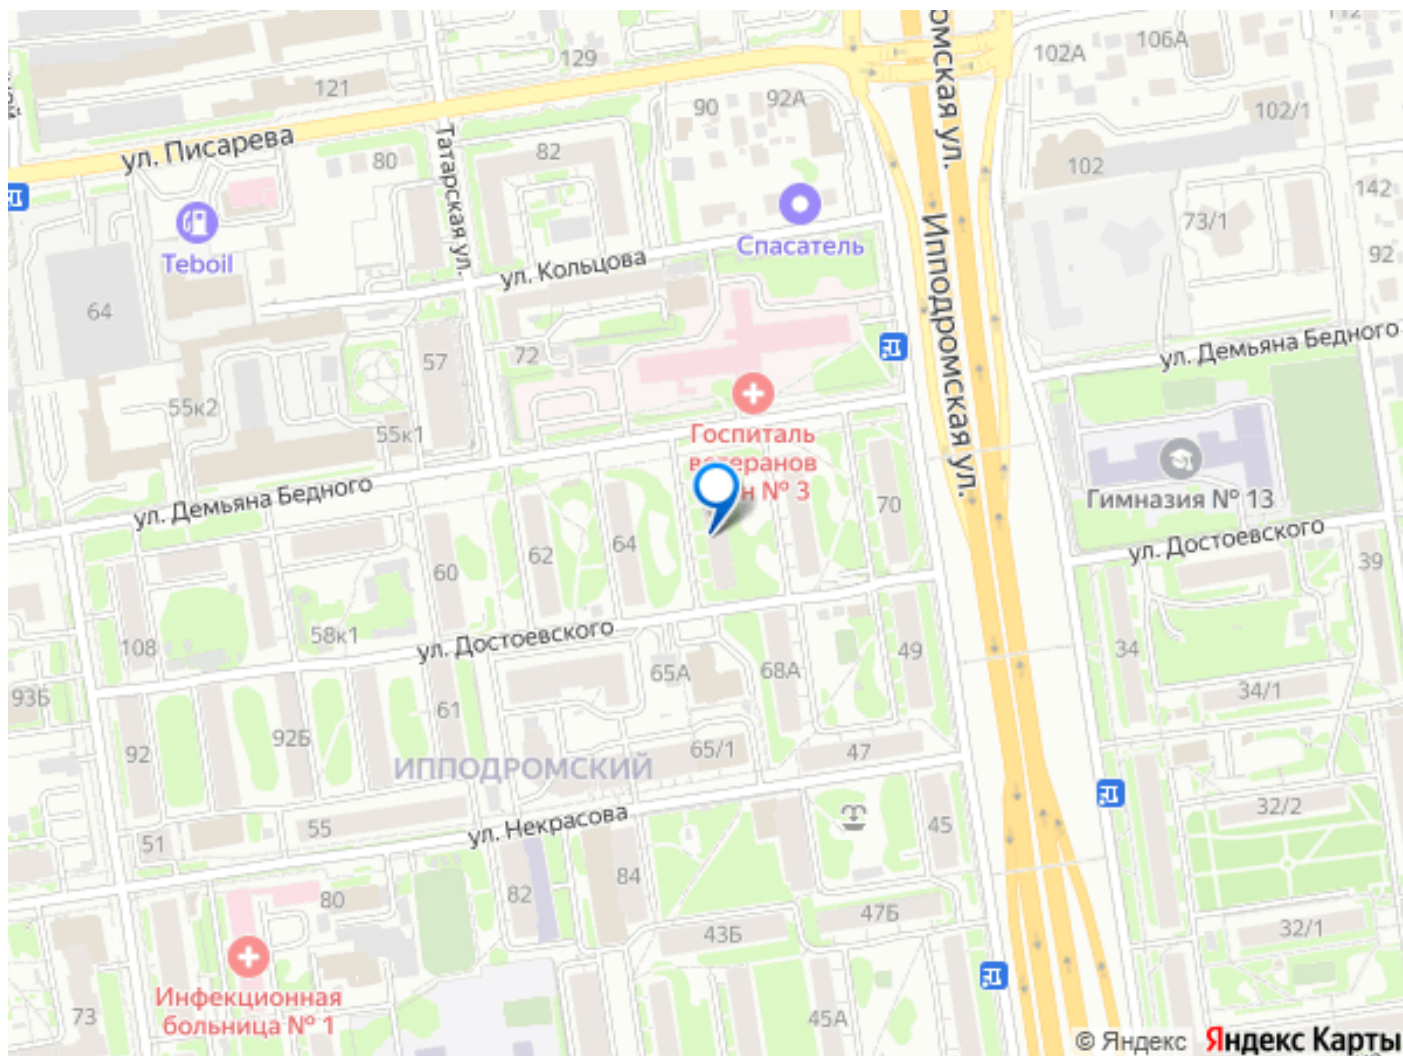 омская ул.
112
106А
102А
129
121
92А
90
102/1
ул. Писарева
Татарская ул.
80
82
102
142
73/1
Спасатель
Teboil
ул. Кольцова
Ипподромская ул.
92
64
ул. Демьяна Бедного
57
72
55к2
55к1
Госпиталь
ветеранов
н № 3
Гимназия № 13
ул. Демьяна Бедного
70
62
64
ул. Достоевского
39
60
58к1
108
ул. Достоевского
49
34
65А
68А
93Б
34/1
61
92
92Б
65/1
47
ИППОДРОМСКИЙ
32/2
ул. Некрасова
55
51
45
84
80
82
47Б
43Б
32/1
Инфекционная
больница № 1
73
45А
© Яндекс Яндекс Карты